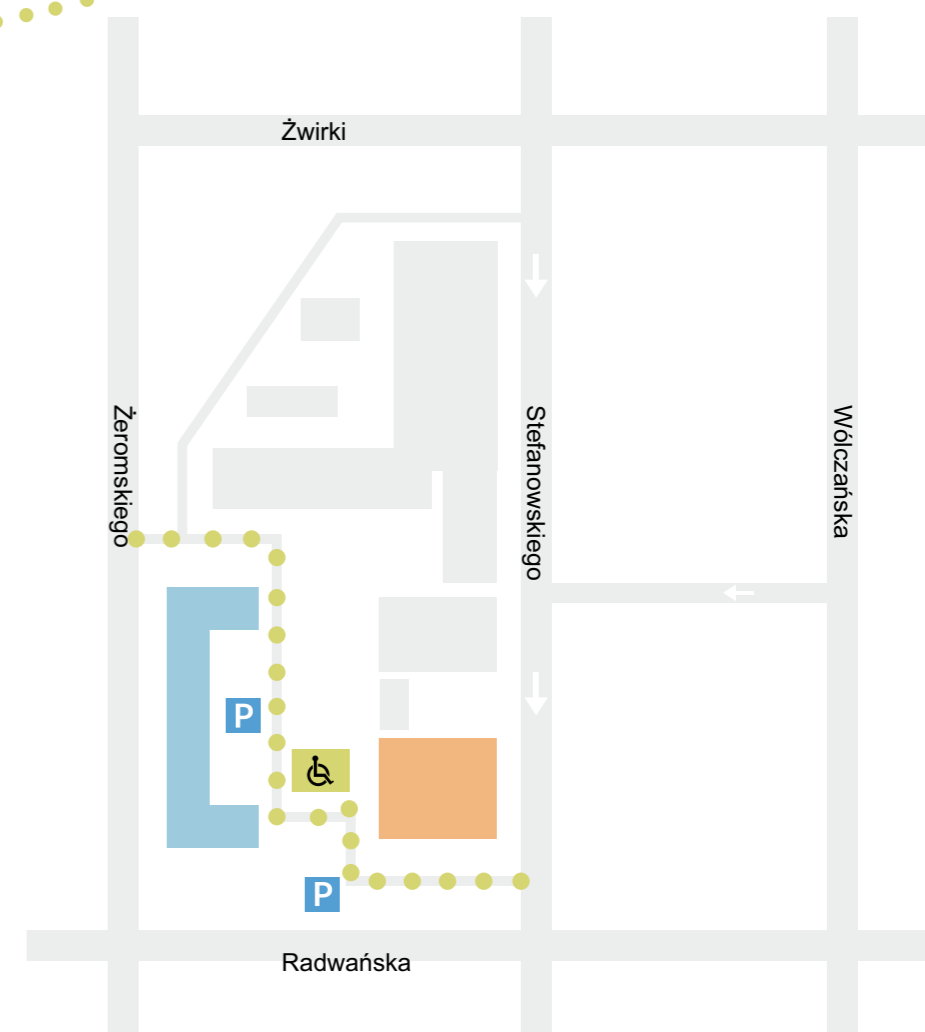 Żwirki
Żeromskiego
Stefanowskiego
Wólczańska
P
P
Radwańska